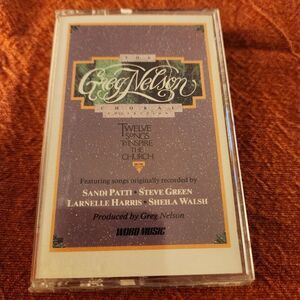 THE
Greg Nelson
CHORAL
COLLECTION
TWELVE
SONGS
TO INSPIRE
THE
CHURCH
Featuring songs originally recorded by
SANDI PATTI • STEVE GREEN
LARNELLE HARRIS • SHEILA WALSH
Produced by Greg Nelson
WORD MUSIC